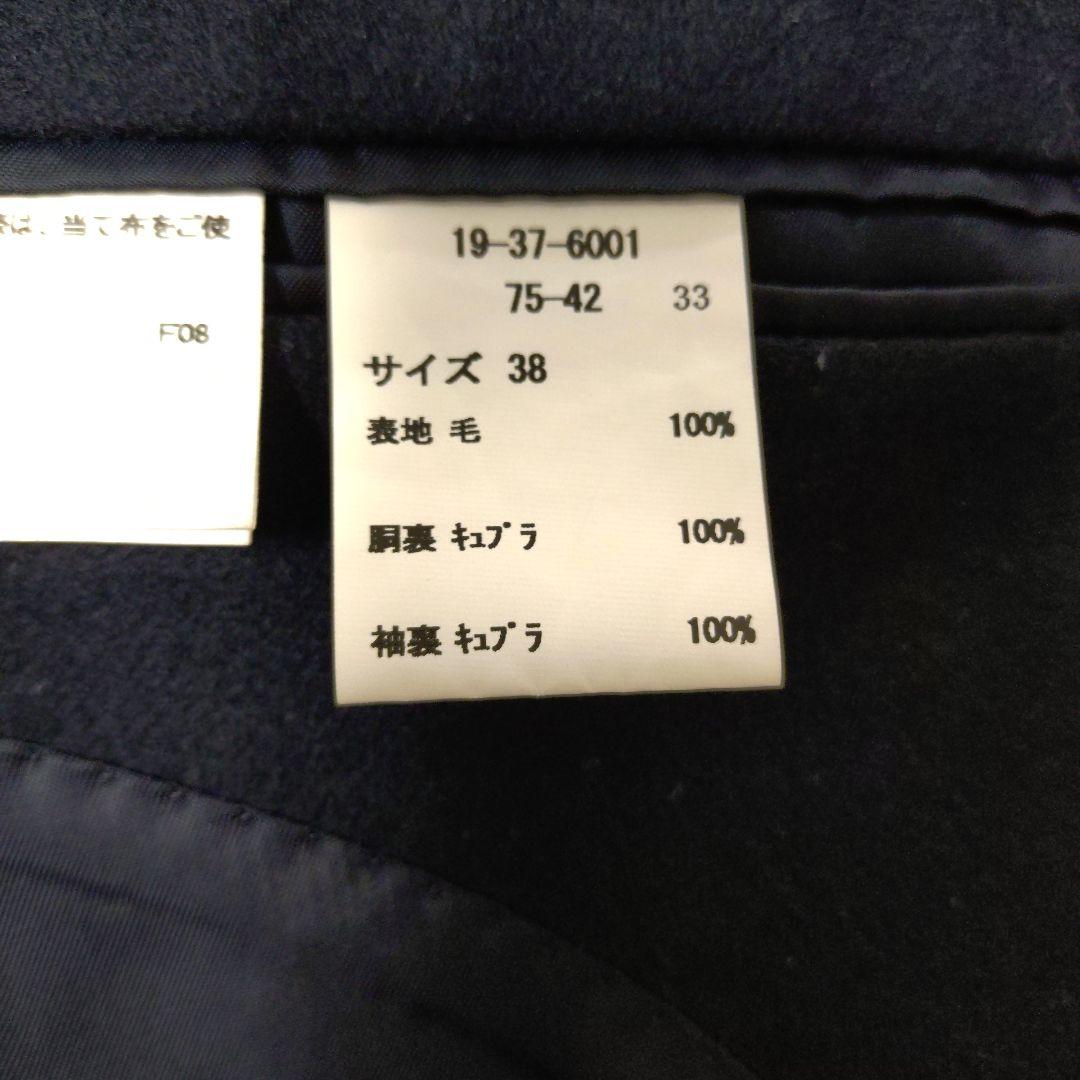 は、当て布をご使
F08
19-37-6001
75-42 33
サイズ 38
表地 毛 100%
胴裏 ｷｭﾌﾟﾗ 100%
袖裏 ｷｭﾌﾟﾗ 100%